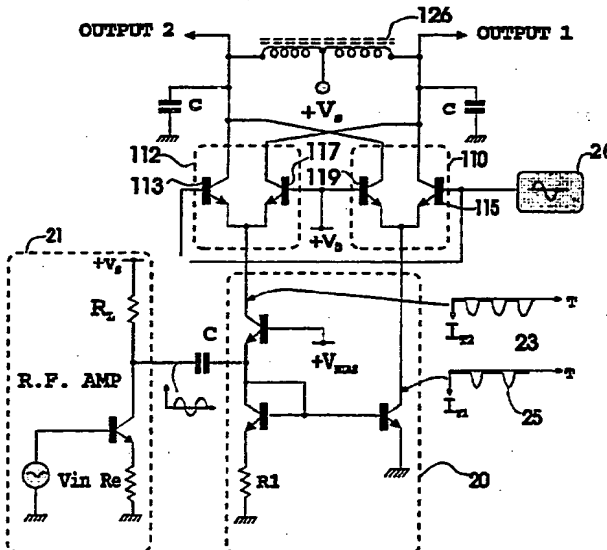 126
OUTPUT 2
OUTPUT 1
C
+Vs
C
112
117
110
113
119
115
+Vb
21
+Vs
RL
C
+VBIAS
T
IE2
23
R.F. AMP
T
IE1
25
Vin
Re
R1
20